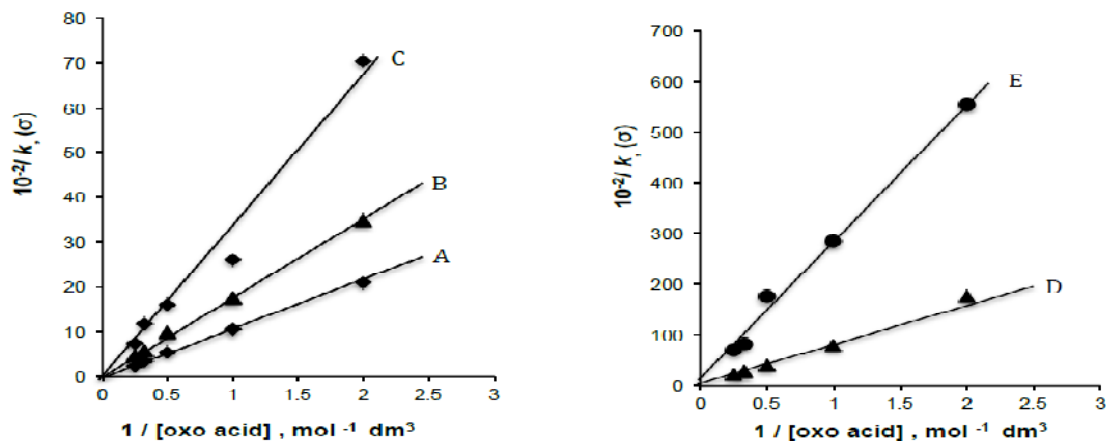 80
70
60
50
40
30
20
10
0
10⁻²/ k, (σ)
C
B
A
0 0.5 1 1.5 2 2.5 3
1 / [oxo acid] , mol ⁻¹ dm³
700
600
500
400
300
200
100
0
10⁻²/ k, (σ)
E
D
0 0.5 1 1.5 2 2.5 3
1 / [oxo acid] , mol ⁻¹ dm³